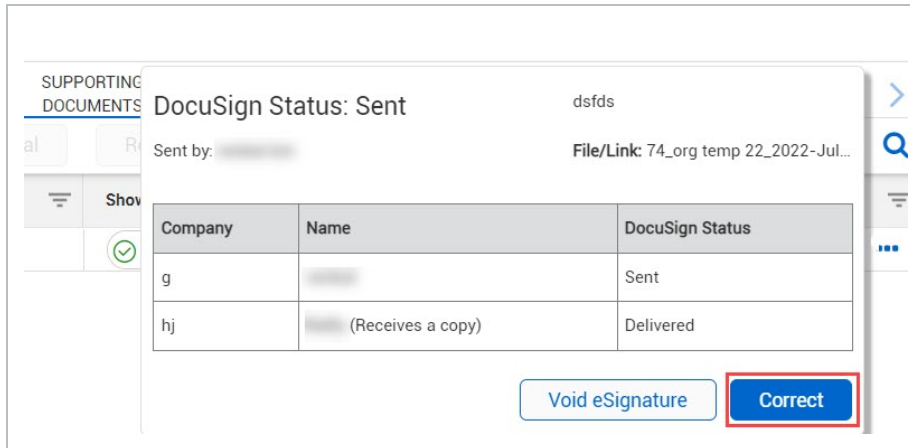 SUPPORTING
DOCUMENTS
DocuSign Status: Sent
dsfds
al
Sent by:
File/Link: 74_org temp 22_2022-Jul...
Show
Company Name DocuSign Status
g Sent
hj (Receives a copy) Delivered
Void eSignature Correct